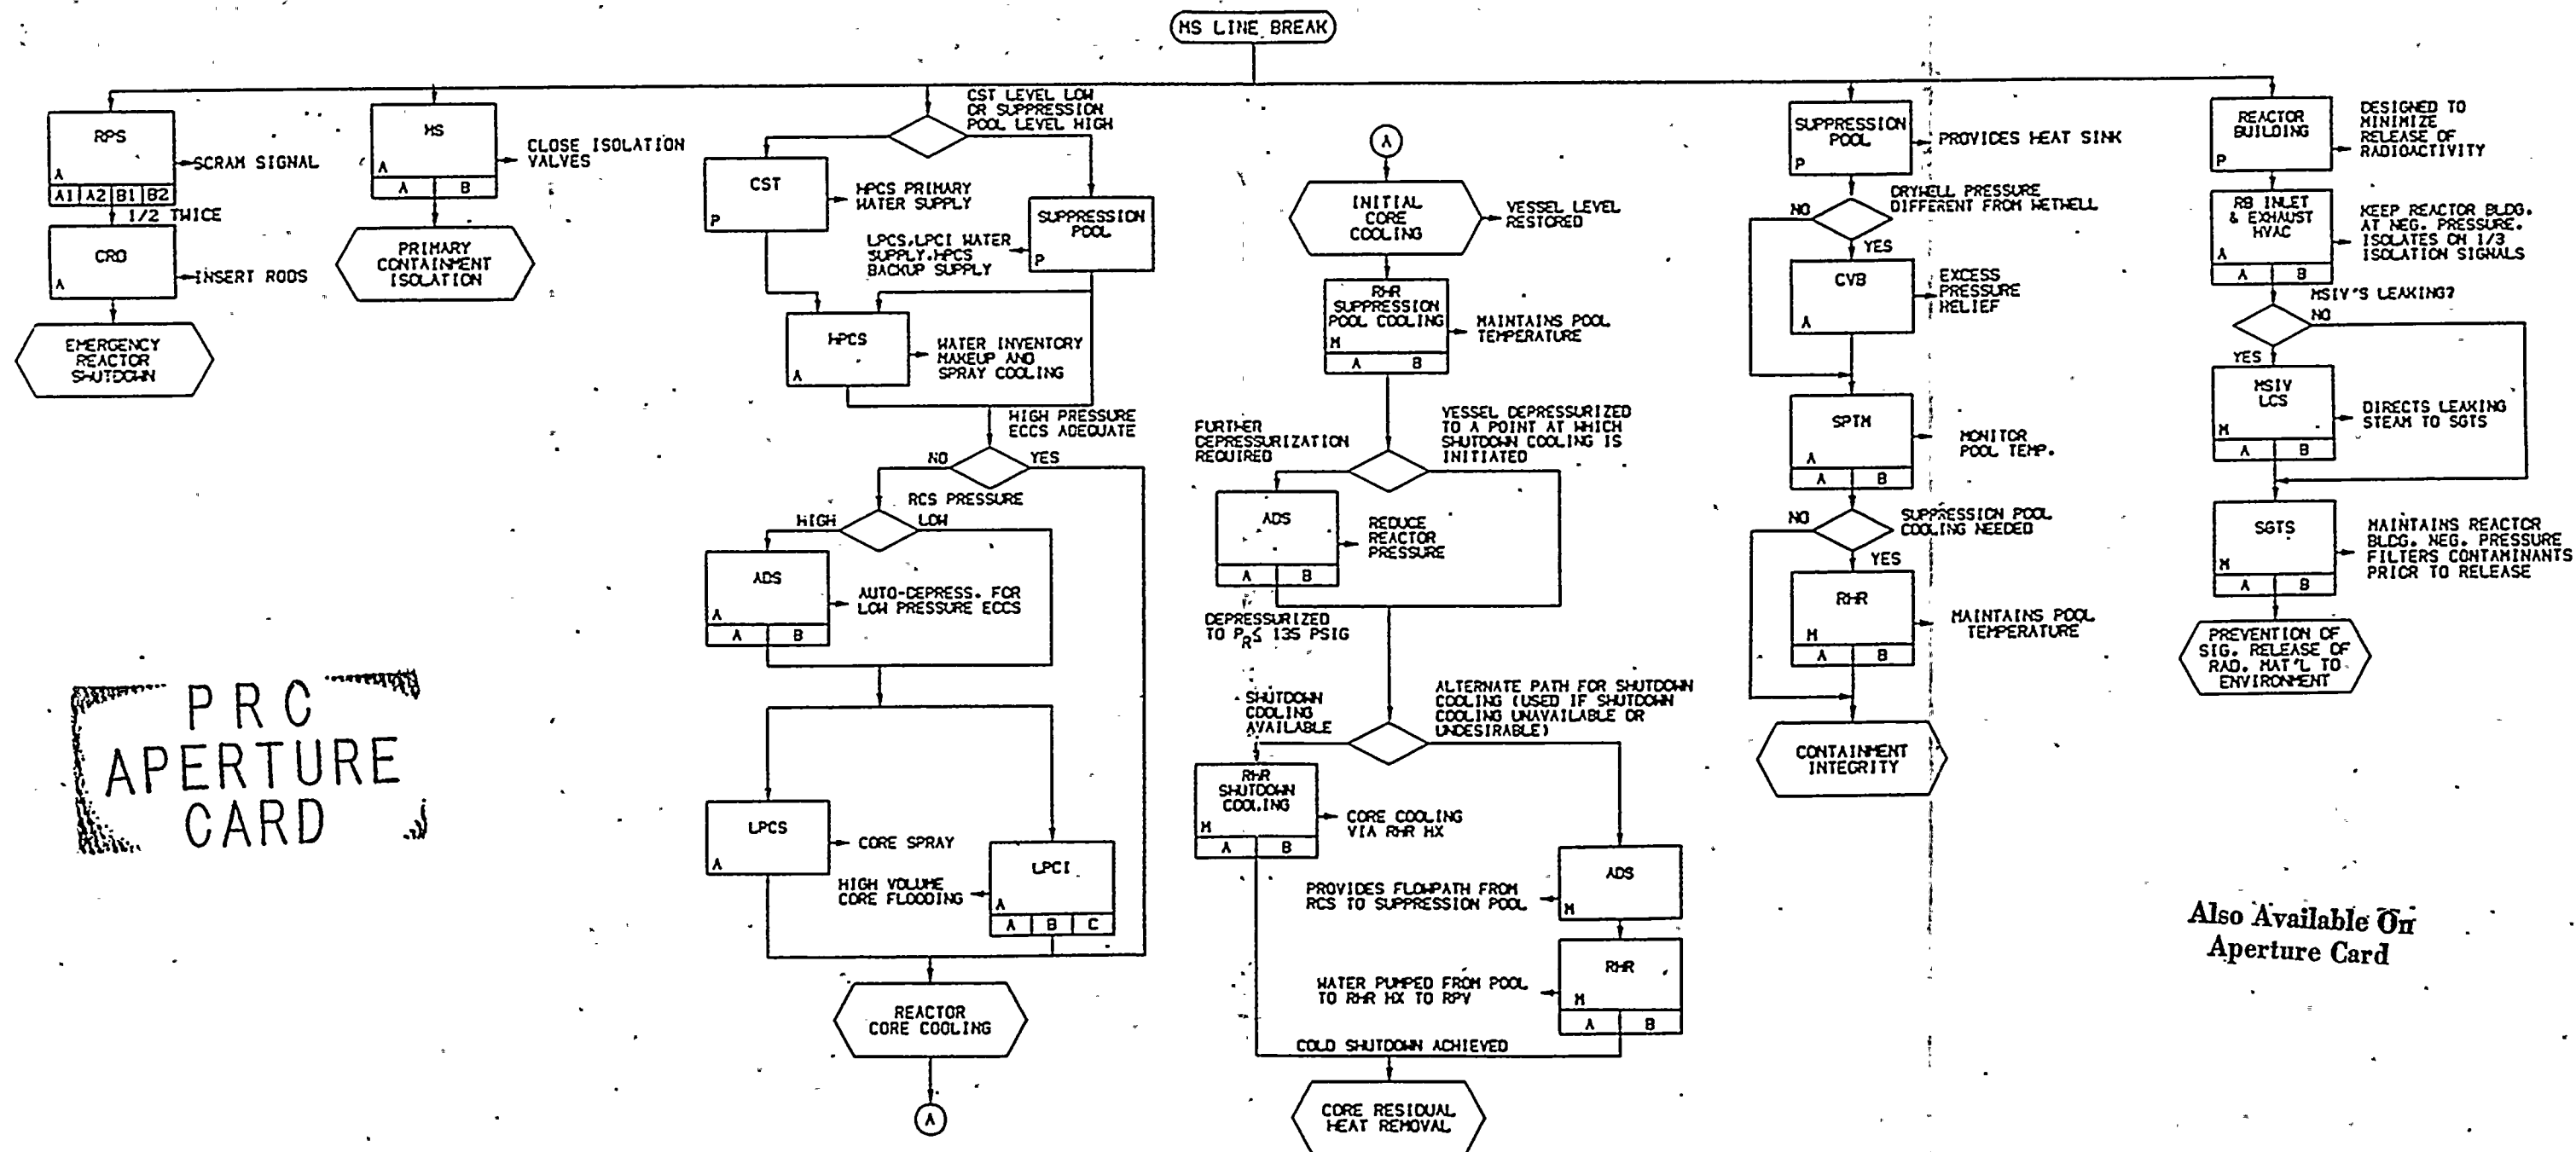 MS LINE BREAK
RPS
A
A1 A2 B1 B2
SCRAM SIGNAL
1/2 TWICE
CRD
A
INSERT RODS
EMERGENCY
REACTOR
SHUTDOWN
MS
A
A B
CLOSE ISOLATION
VALVES
PRIMARY
CONTAINMENT
ISOLATION
CST LEVEL LOW
OR SUPPRESSION
POOL LEVEL HIGH
CST
P
HPCS PRIMARY
WATER SUPPLY
SUPPRESSION
POOL
P
LPCS,LPCI WATER
SUPPLY,HPCS
BACKUP SUPPLY
HPCS
A
WATER INVENTORY
MAKEUP AND
SPRAY COOLING
HIGH PRESSURE
ECCS ADEQUATE
NO
YES
RCS PRESSURE
HIGH
LOW
ADS
A
A B
AUTO-DEPRESS. FOR
LOW PRESSURE ECCS
LPCS
A
CORE SPRAY
LPCI
A
A B C
HIGH VOLUME
CORE FLOODING
REACTOR
CORE COOLING
A
A
INITIAL
CORE
COOLING
VESSEL LEVEL
RESTORED
RHR
SUPPRESSION
POOL COOLING
M
A B
MAINTAINS POOL
TEMPERATURE
FURTHER
DEPRESSURIZATION
REQUIRED
VESSEL DEPRESSURIZED
TO A POINT AT WHICH
SHUTDOWN COOLING IS
INITIATED
ADS
A B
REDUCE
REACTOR
PRESSURE
DEPRESSURIZED
TO PR≤ 135 PSIG
SHUTDOWN
COOLING
AVAILABLE
ALTERNATE PATH FOR SHUTDOWN
COOLING (USED IF SHUTDOWN
COOLING UNAVAILABLE OR
UNDESIRABLE)
RHR
SHUTDOWN
COOLING
M
A B
CORE COOLING
VIA RHR HX
ADS
M
PROVIDES FLOWPATH FROM
RCS TO SUPPRESSION POOL
RHR
M
A B
WATER PUMPED FROM POOL
TO RHR HX TO RPV
COLD SHUTDOWN ACHIEVED
CORE RESIDUAL
HEAT REMOVAL
SUPPRESSION
POOL
P
PROVIDES HEAT SINK
DRYWELL PRESSURE
DIFFERENT FROM WETWELL
NO
YES
CVB
A
EXCESS
PRESSURE
RELIEF
SPTM
A
A B
MONITOR
POOL TEMP.
NO
SUPPRESSION POOL
COOLING NEEDED
YES
RHR
M
A B
MAINTAINS POOL
TEMPERATURE
CONTAINMENT
INTEGRITY
REACTOR
BUILDING
P
DESIGNED TO
MINIMIZE
RELEASE OF
RADIOACTIVITY
RB INLET
& EXHAUST
HVAC
A
A B
KEEP REACTOR BLDG.
AT NEG. PRESSURE.
ISOLATES ON 1/3
ISOLATION SIGNALS
MSIV'S LEAKING?
NO
YES
MSIV
LCS
M
A B
DIRECTS LEAKING
STEAM TO SGTS
SGTS
M
A B
MAINTAINS REACTOR
BLDG. NEG. PRESSURE
FILTERS CONTAMINANTS
PRIOR TO RELEASE
PREVENTION OF
SIG. RELEASE OF
RAD. MAT'L TO
ENVIRONMENT
PRC
APERTURE
CARD
Also Available On
Aperture Card